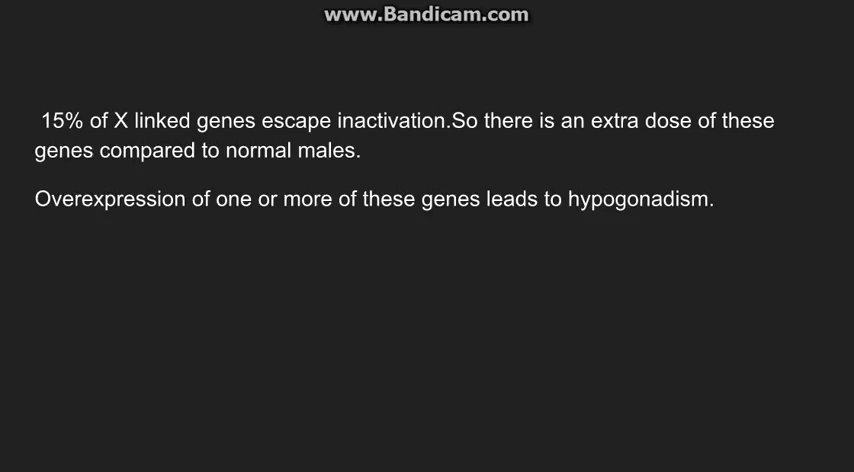 www.Bandicam.com
15% of X linked genes escape inactivation.So there is an extra dose of these
genes compared to normal males.
Overexpression of one or more of these genes leads to hypogonadism.